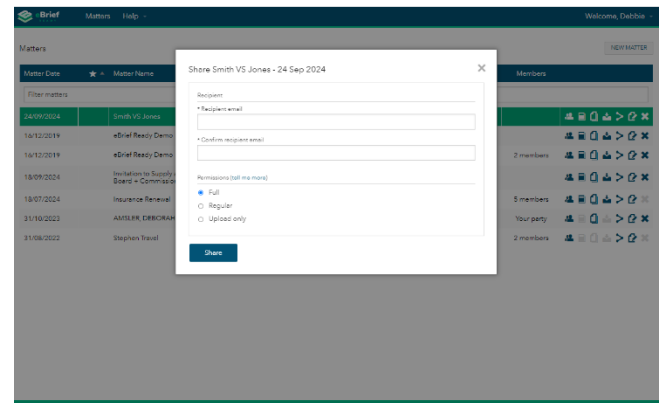 eBrief Matters Help Welcome, Debbie
Matters NEW MATTER
Matter Date Matter Name Members
Filter matters
Share Smith VS Jones - 24 Sep 2024
Recipient
* Recipient email
* Confirm recipient email
Permissions (tell me more)
Full
Regular
Upload only
Share
24/09/2024 Smith VS Jones
16/12/2019 eBrief Ready Demo
16/12/2019 eBrief Ready Demo 2 members
18/09/2024 Invitation to Supply
Board + Commission
18/07/2024 Insurance Renewal 5 members
31/10/2023 AMSLER, DEBORAH Your party
31/08/2022 Stephen Travel 2 members